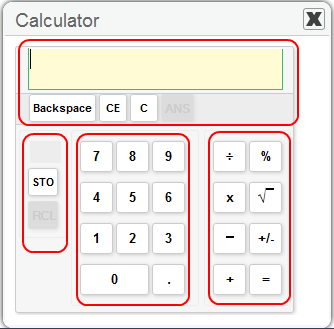 Calculator X
Backspace CE C ANS
7 8 9 ÷ %
STO 4 5 6 x √
RCL 1 2 3 − +/-
0 . + =